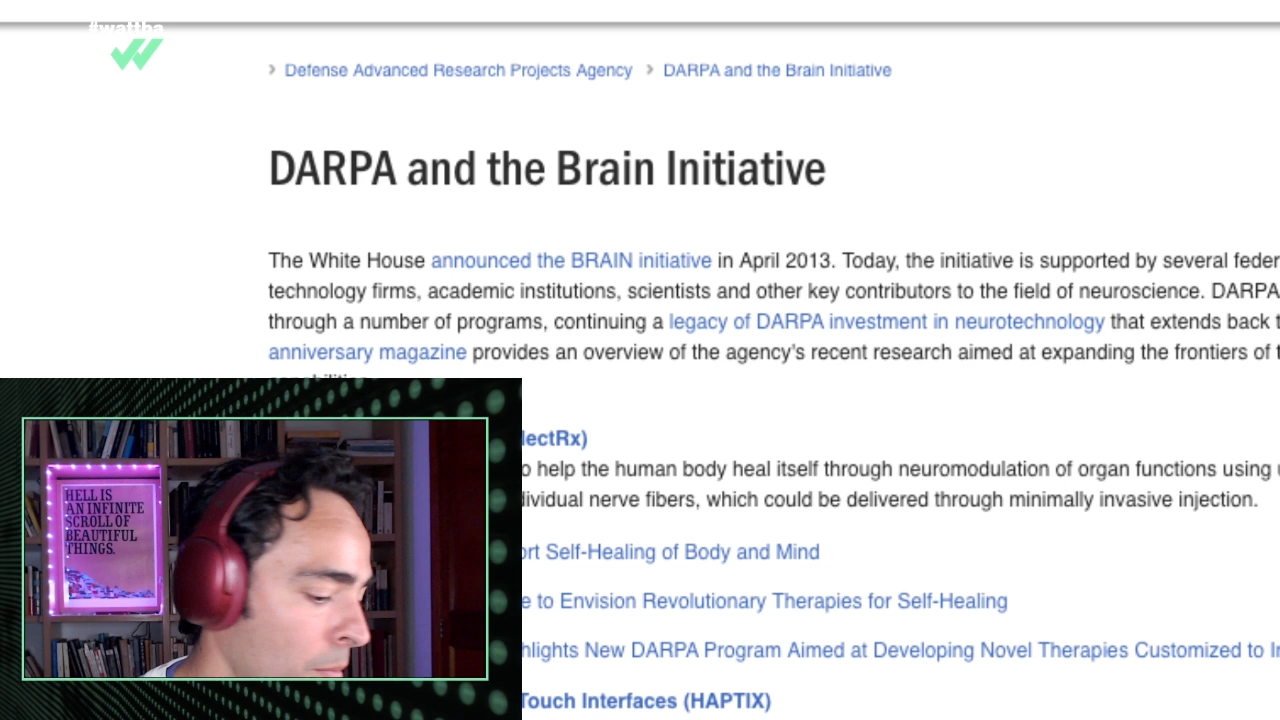 #wattba
Defense Advanced Research Projects Agency
DARPA and the Brain Initiative
DARPA and the Brain Initiative
The White House announced the BRAIN initiative in April 2013. Today, the initiative is supported by several
technology firms, academic institutions, scientists and other key contributors to the field of neuroscience. DARPA
through a number of programs, continuing a legacy of DARPA investment in neurotechnology that extends back
anniversary magazine provides an overview of the agency's recent research aimed at expanding the frontiers of
lectRx)
o help the human body heal itself through neuromodulation of organ functions using
dividual nerve fibers, which could be delivered through minimally invasive injection.
ort Self-Healing of Body and Mind
e to Envision Revolutionary Therapies for Self-Healing
hlights New DARPA Program Aimed at Developing Novel Therapies Customized to
Touch Interfaces (HAPTIX)
HELL IS
AN INFINITE
SCROLL OF
BEAUTIFUL
THINGS.